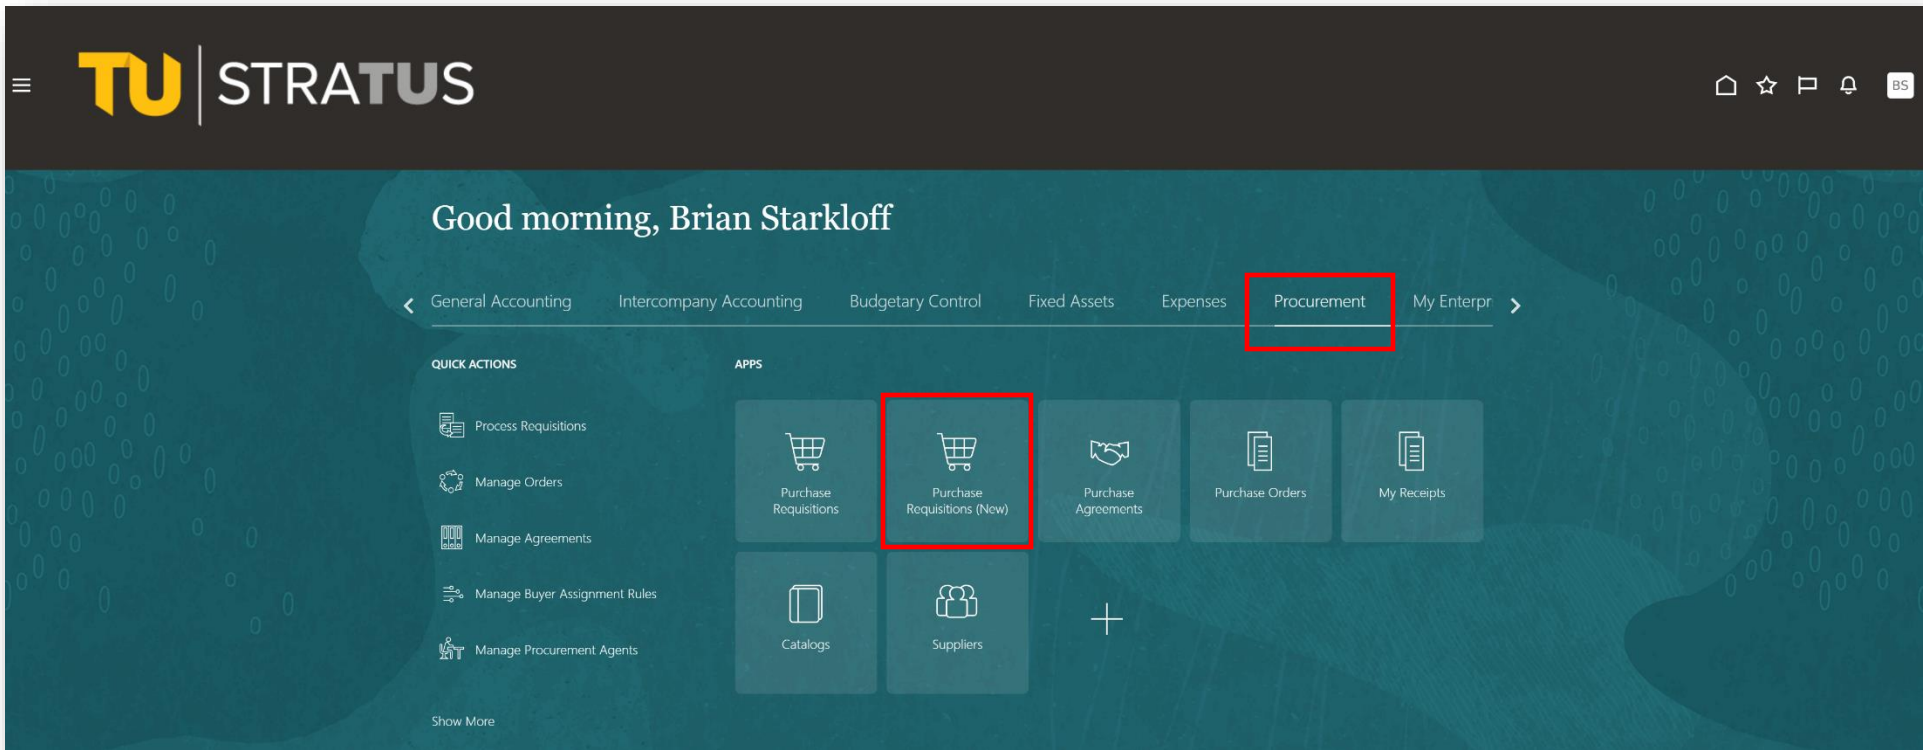 TU STRATUS
BS
Good morning, Brian Starkloff
General Accounting Intercompany Accounting Budgetary Control Fixed Assets Expenses Procurement My Enterpr
QUICK ACTIONS
Process Requisitions
Manage Orders
Manage Agreements
Manage Buyer Assignment Rules
Manage Procurement Agents
Show More
APPS
Purchase
Requisitions
Purchase
Requisitions (New)
Purchase
Agreements
Purchase Orders
My Receipts
Catalogs
Suppliers